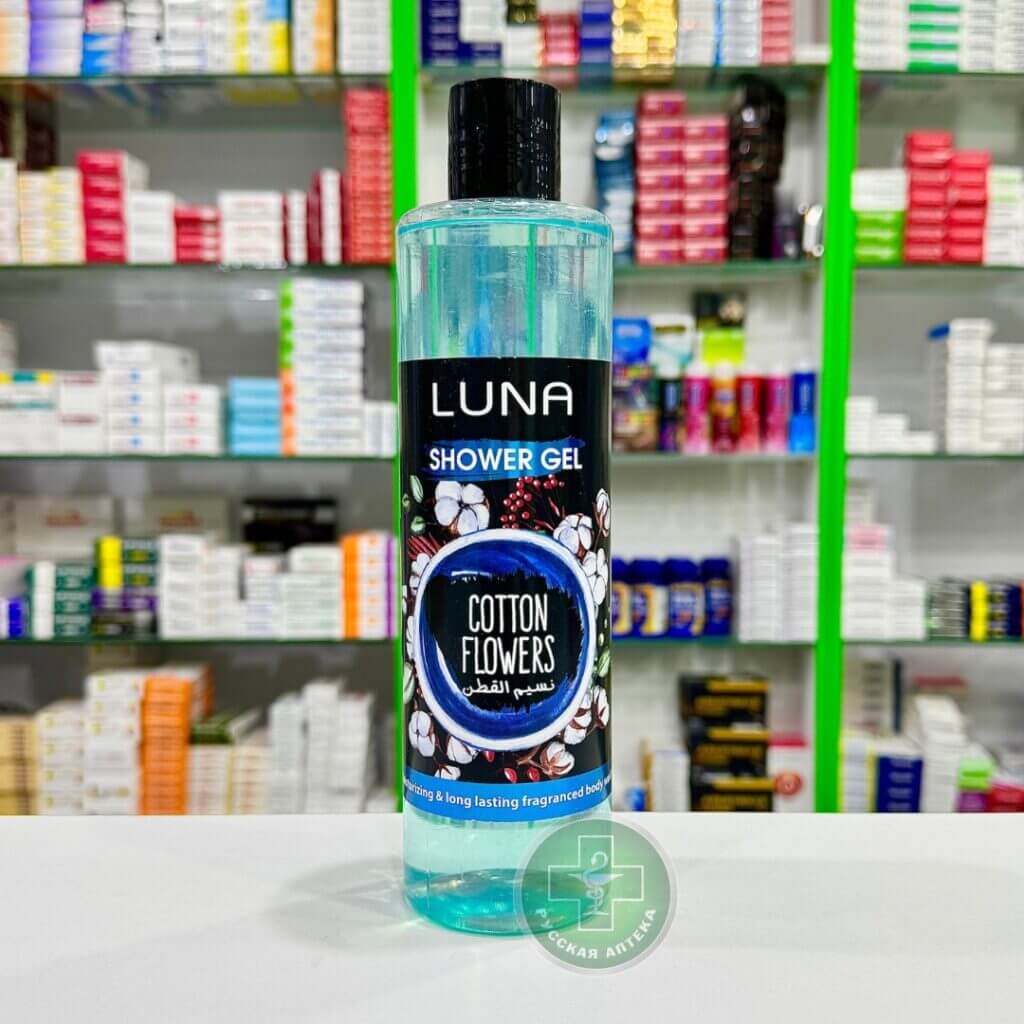 LUNA
SHOWER GEL
COTTON
FLOWERS
نسيم القطن
& long lasting fragranced body
РУССКАЯ АПТЕКА